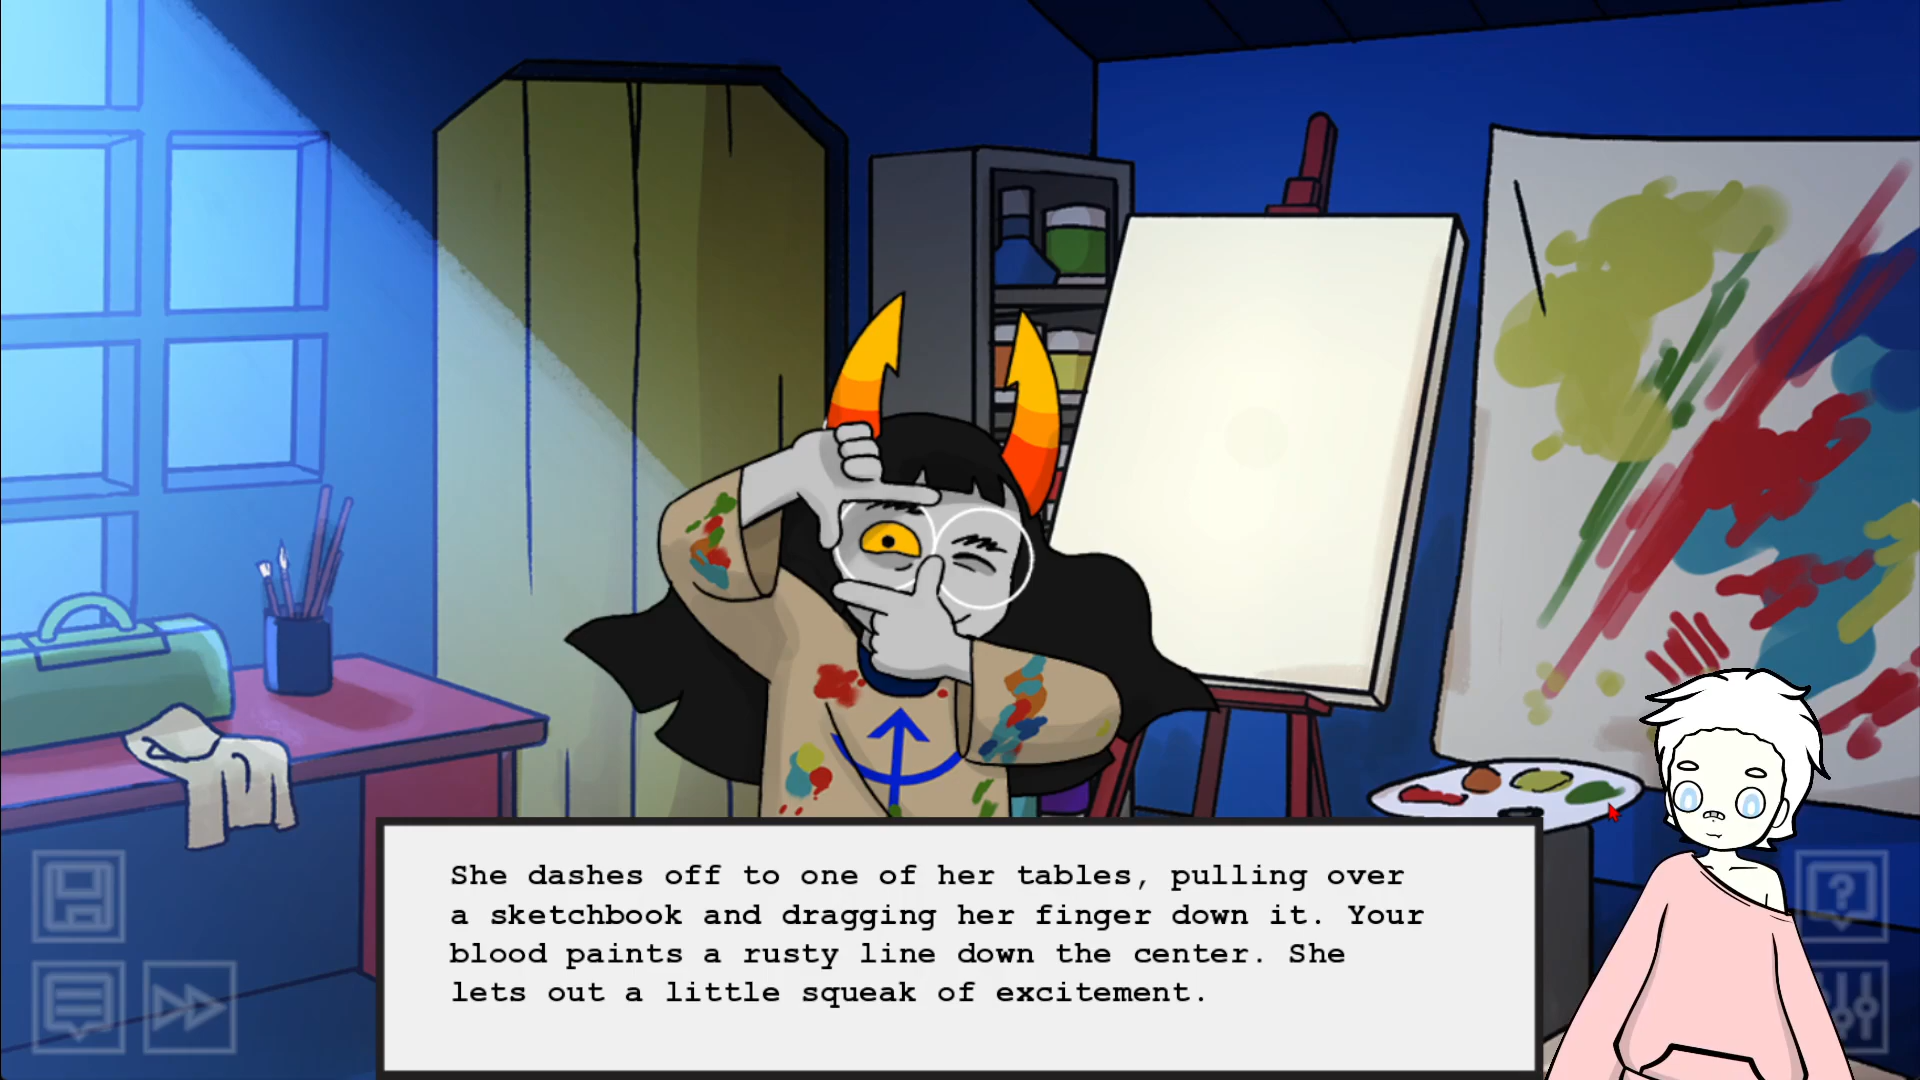 She dashes off to one of her tables, pulling over
a sketchbook and dragging her finger down it. Your
blood paints a rusty line down the center. She
lets out a little squeak of excitement.
?